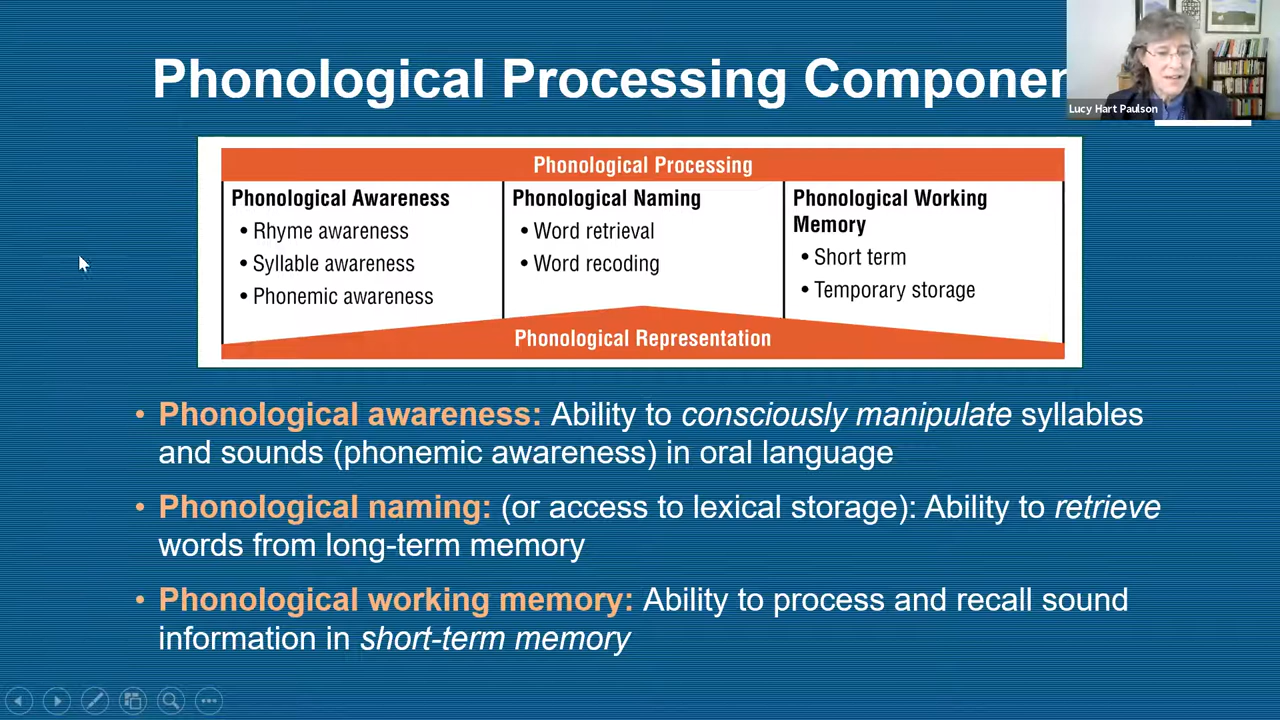 Phonological Processing Componen
Lucy Hart Paulson
Phonological Processing
Phonological Awareness
• Rhyme awareness
• Syllable awareness
• Phonemic awareness
Phonological Naming
• Word retrieval
• Word recoding
Phonological Working
Memory
• Short term
• Temporary storage
Phonological Representation
• Phonological awareness: Ability to consciously manipulate syllables
and sounds (phonemic awareness) in oral language
• Phonological naming: (or access to lexical storage): Ability to retrieve
words from long-term memory
• Phonological working memory: Ability to process and recall sound
information in short-term memory